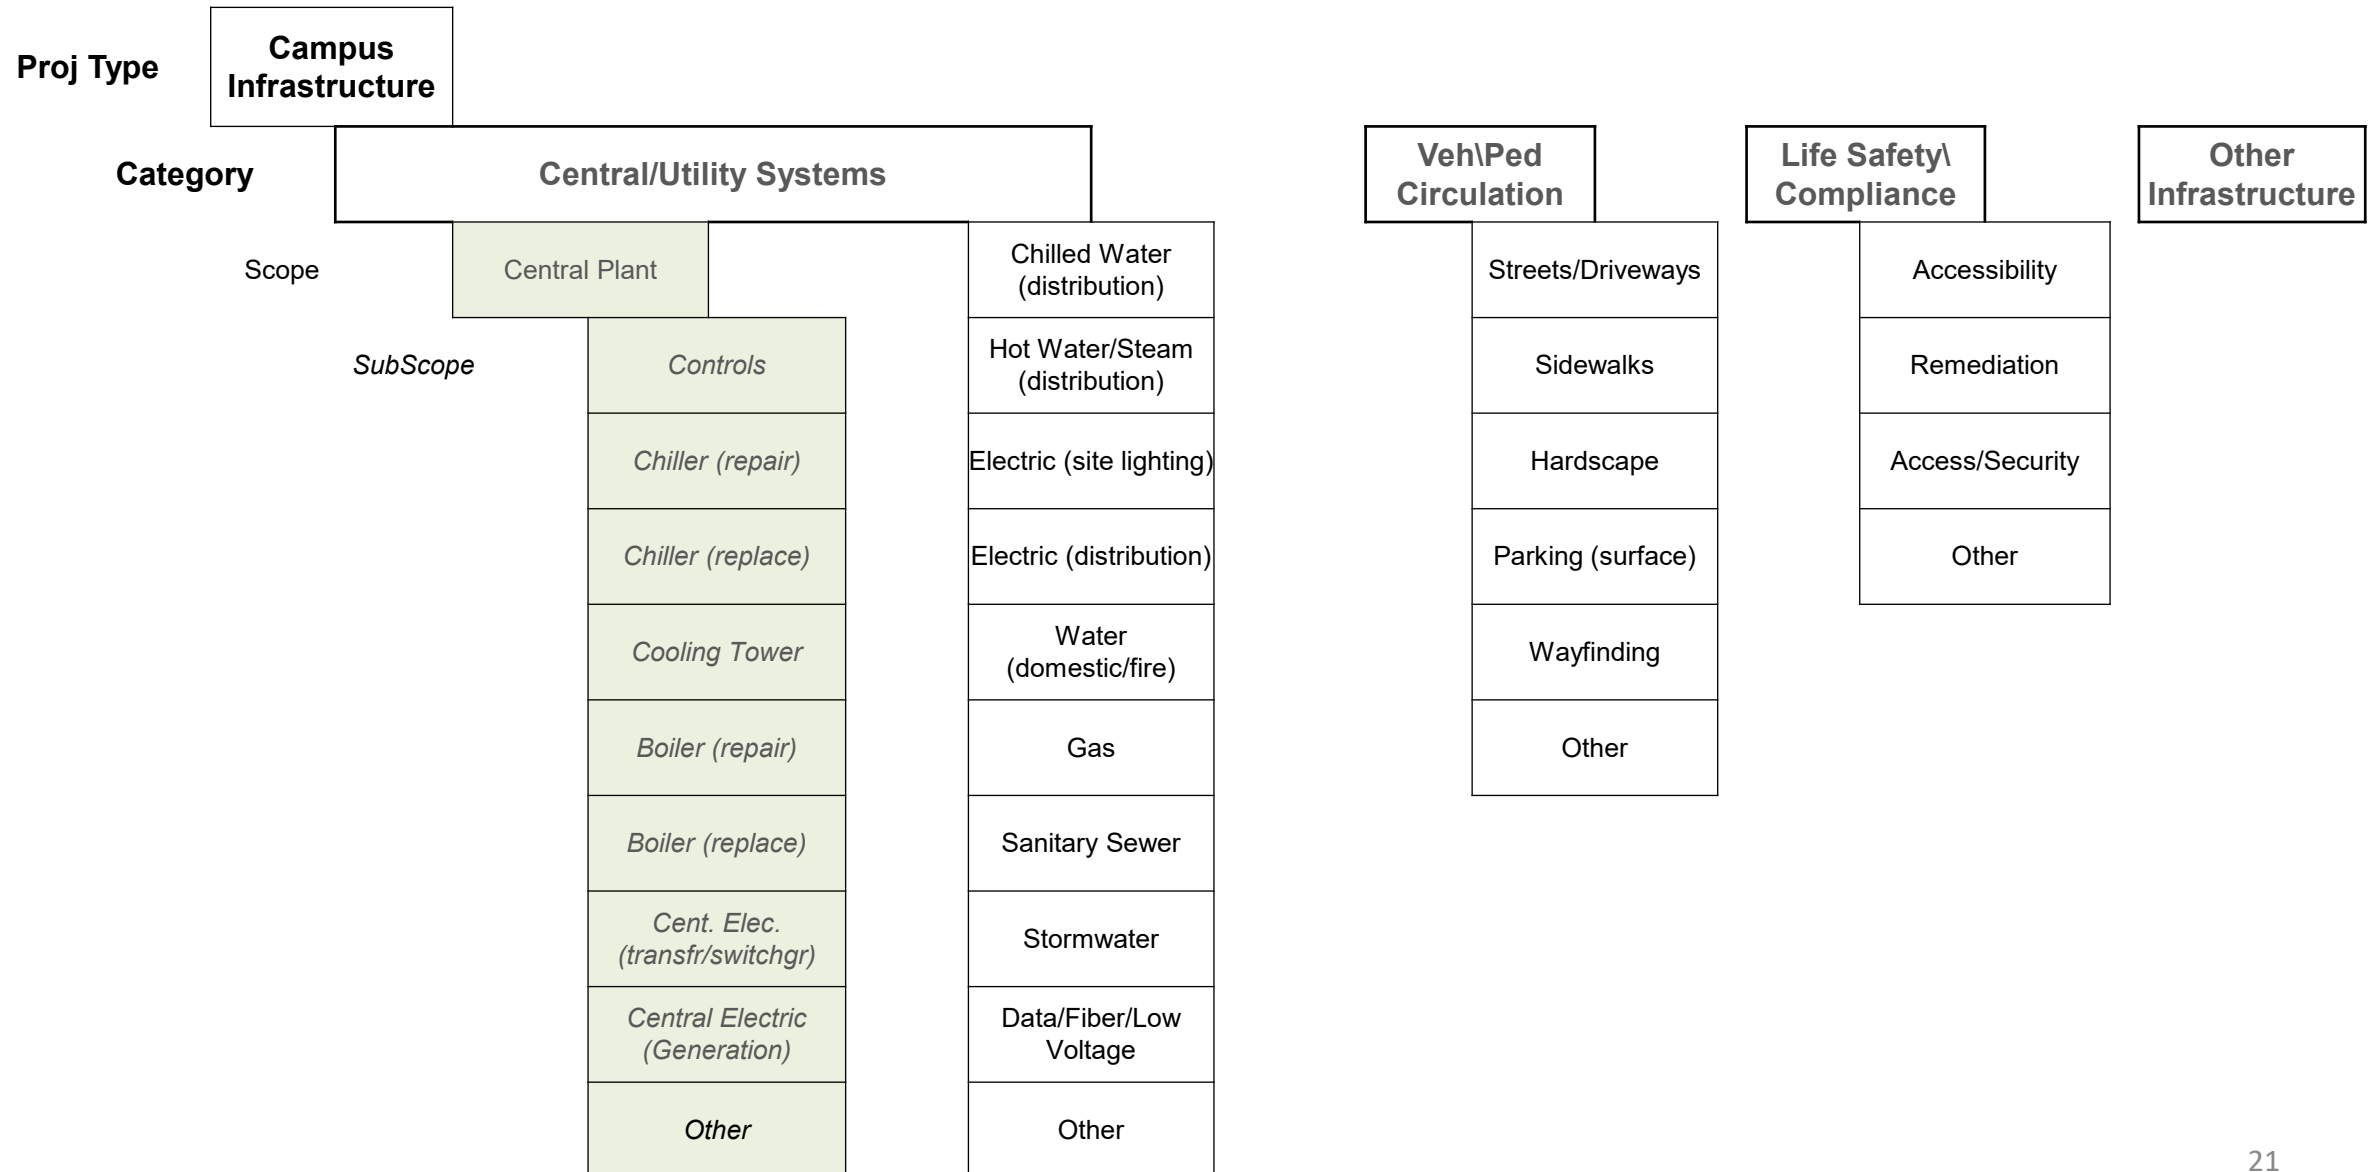 Proj Type
Campus
Infrastructure
Category
Central/Utility Systems
Veh\Ped
Circulation
Life Safety\
Compliance
Other
Infrastructure
Scope
Central Plant
Chilled Water
(distribution)
Streets/Driveways
Accessibility
SubScope
Controls
Hot Water/Steam
(distribution)
Sidewalks
Remediation
Chiller (repair)
Electric (site lighting)
Hardscape
Access/Security
Chiller (replace)
Electric (distribution)
Parking (surface)
Other
Cooling Tower
Water
(domestic/fire)
Wayfinding
Boiler (repair)
Gas
Other
Boiler (replace)
Sanitary Sewer
Cent. Elec.
(transfr/switchgr)
Stormwater
Central Electric
(Generation)
Data/Fiber/Low
Voltage
Other
Other
21